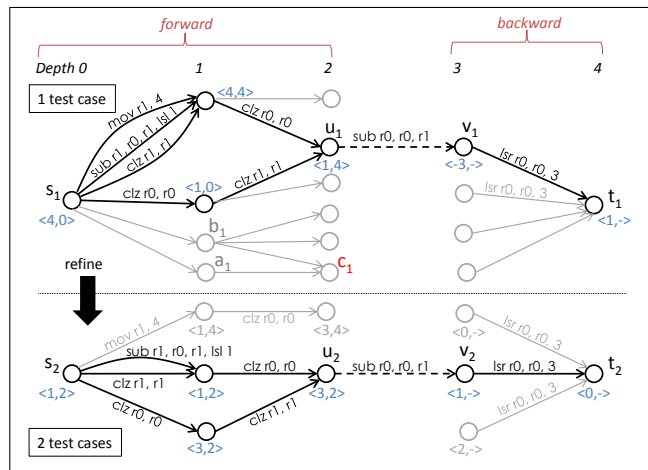 forward
backward
Depth 0
1
2
3
4
1 test case
<4,4>
mov r1, 4
sub r1, r0, r1, lsl 1
clz r1, r1
clz r0, r0
u1
sub r0, r0, r1
v1
<1,4>
<-3,->
lsr r0, r0, 3
s1
<4,0>
clz r0, r0
<1,0>
clz r1, r1
lsr r0, r0, 3
t1
<1,->
b1
a1
c1
refine
mov r1, 4
<1,4>
clz r0, r0
<3,4>
<0,->
lsr r0, r0, 3
s2
<1,2>
sub r1, r0, r1, lsl 1
clz r1, r1
<1,2>
clz r0, r0
u2
<3,2>
sub r0, r0, r1
v2
<1,->
lsr r0, r0, 3
t2
<0,->
clz r0, r0
<3,2>
clz r1, r1
lsr r0, r0, 3
<2,->
2 test cases